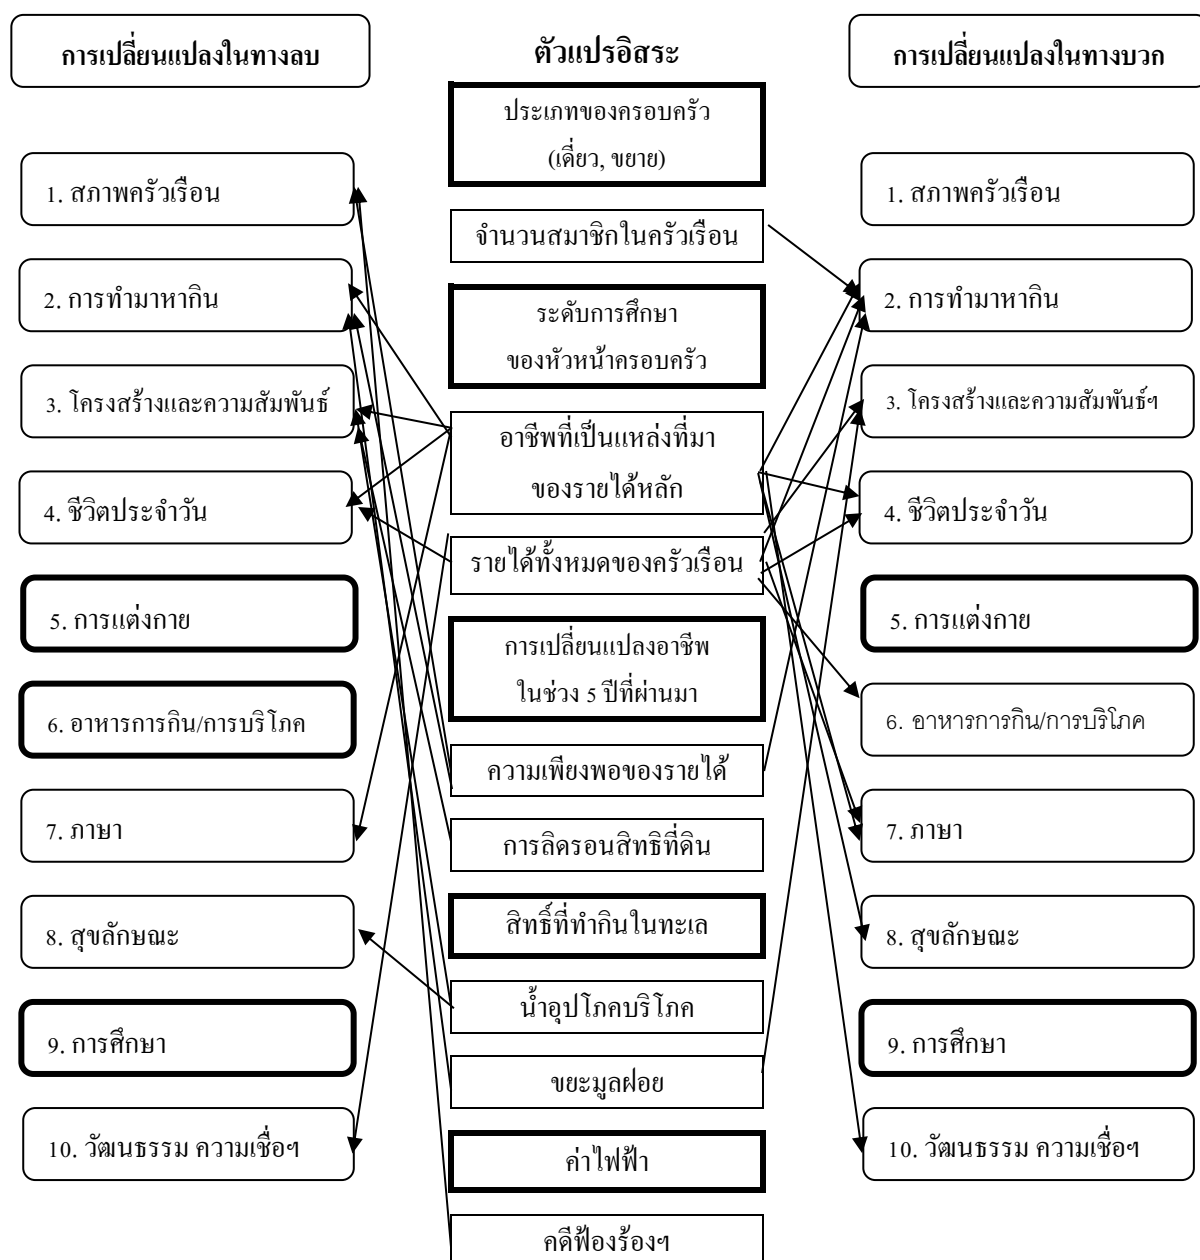 การเปลี่ยนแปลงในทางลบ
1. สภาพครัวเรือน
2. การทำมาหากิน
3. โครงสร้างและความสัมพันธ์
4. ชีวิตประจำวัน
5. การแต่งกาย
6. อาหารการกิน/การบริโภค
7. ภาษา
8. สุขลักษณะ
9. การศึกษา
10. วัฒนธรรม ความเชื่อฯ
ตัวแปรอิสระ
ประเภทของครอบครัว
(เดี่ยว, ขยาย)
จำนวนสมาชิกในครัวเรือน
ระดับการศึกษา
ของหัวหน้าครอบครัว
อาชีพที่เป็นแหล่งที่มา
ของรายได้หลัก
รายได้ทั้งหมดของครัวเรือน
การเปลี่ยนแปลงอาชีพ
ในช่วง 5 ปีที่ผ่านมา
ความเพียงพอของรายได้
การลิดรอนสิทธิที่ดิน
สิทธิ์ที่ทำกินในทะเล
น้ำอุปโภคบริโภค
ขยะมูลฝอย
ค่าไฟฟ้า
คดีฟ้องร้องฯ
การเปลี่ยนแปลงในทางบวก
1. สภาพครัวเรือน
2. การทำมาหากิน
3. โครงสร้างและความสัมพันธ์ฯ
4. ชีวิตประจำวัน
5. การแต่งกาย
6. อาหารการกิน/การบริโภค
7. ภาษา
8. สุขลักษณะ
9. การศึกษา
10. วัฒนธรรม ความเชื่อฯ